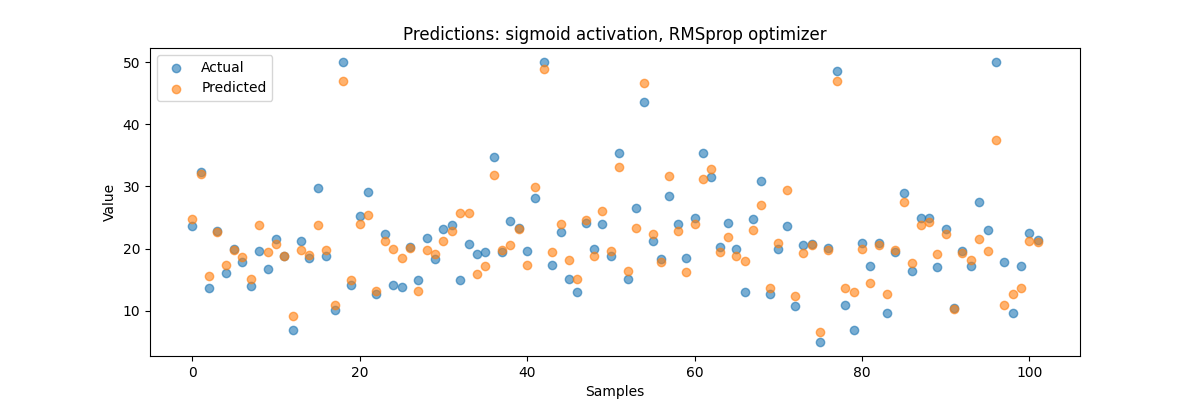 Predictions: sigmoid activation, RMSprop optimizer
Actual
Predicted
50
40
30
20
10
Value
0 20 40 60 80 100
Samples